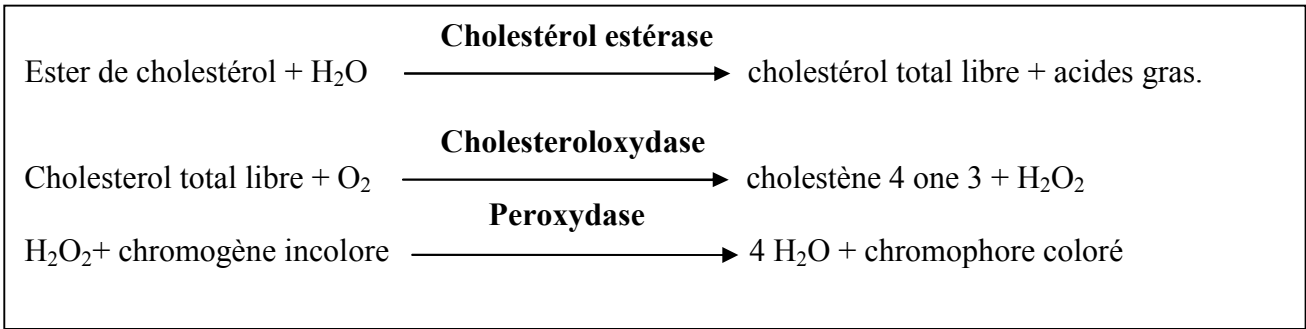 Cholestérol estérase
Ester de cholestérol + H₂O cholestérol total libre + acides gras.
Cholesteroloxydase
Cholesterol total libre + O₂ cholestène 4 one 3 + H₂O₂
Peroxydase
H₂O₂+ chromogène incolore 4 H₂O + chromophore coloré